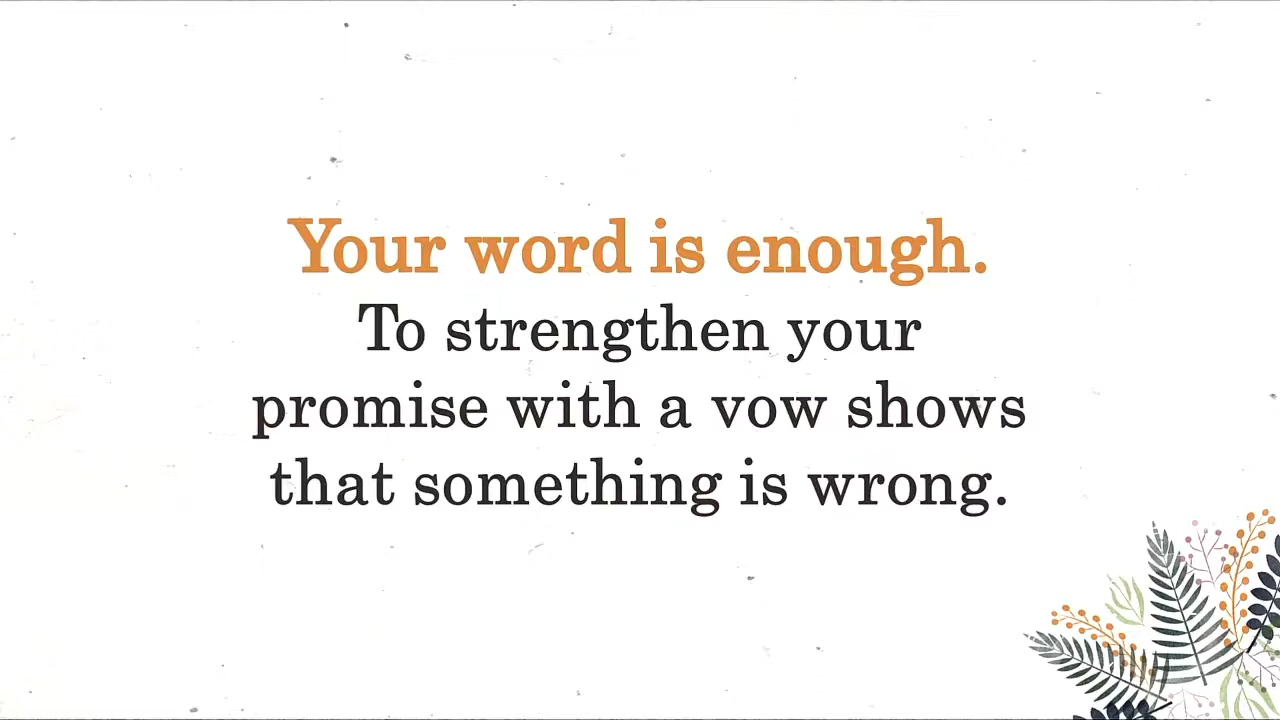 Your word is enough.
To strengthen your
promise with a vow shows
that something is wrong.